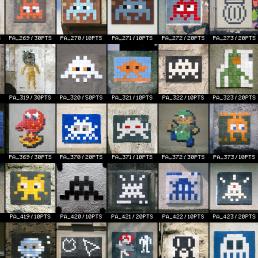 PA_269/30PTS PA_270/10PTS PA_271/10PTS PA_272/20PTS PA_273/20PTS
PA_319/30PTS PA_320/50PTS PA_321/10PTS PA_322/10PTS PA_323/20PTS
PA_369/30PTS PA_370/10PTS PA_371/10PTS PA_372/30PTS PA_373/10PTS
PA_419/10PTS PA_420/20PTS PA_421/20PTS PA_422/10PTS PA_423/20PTS